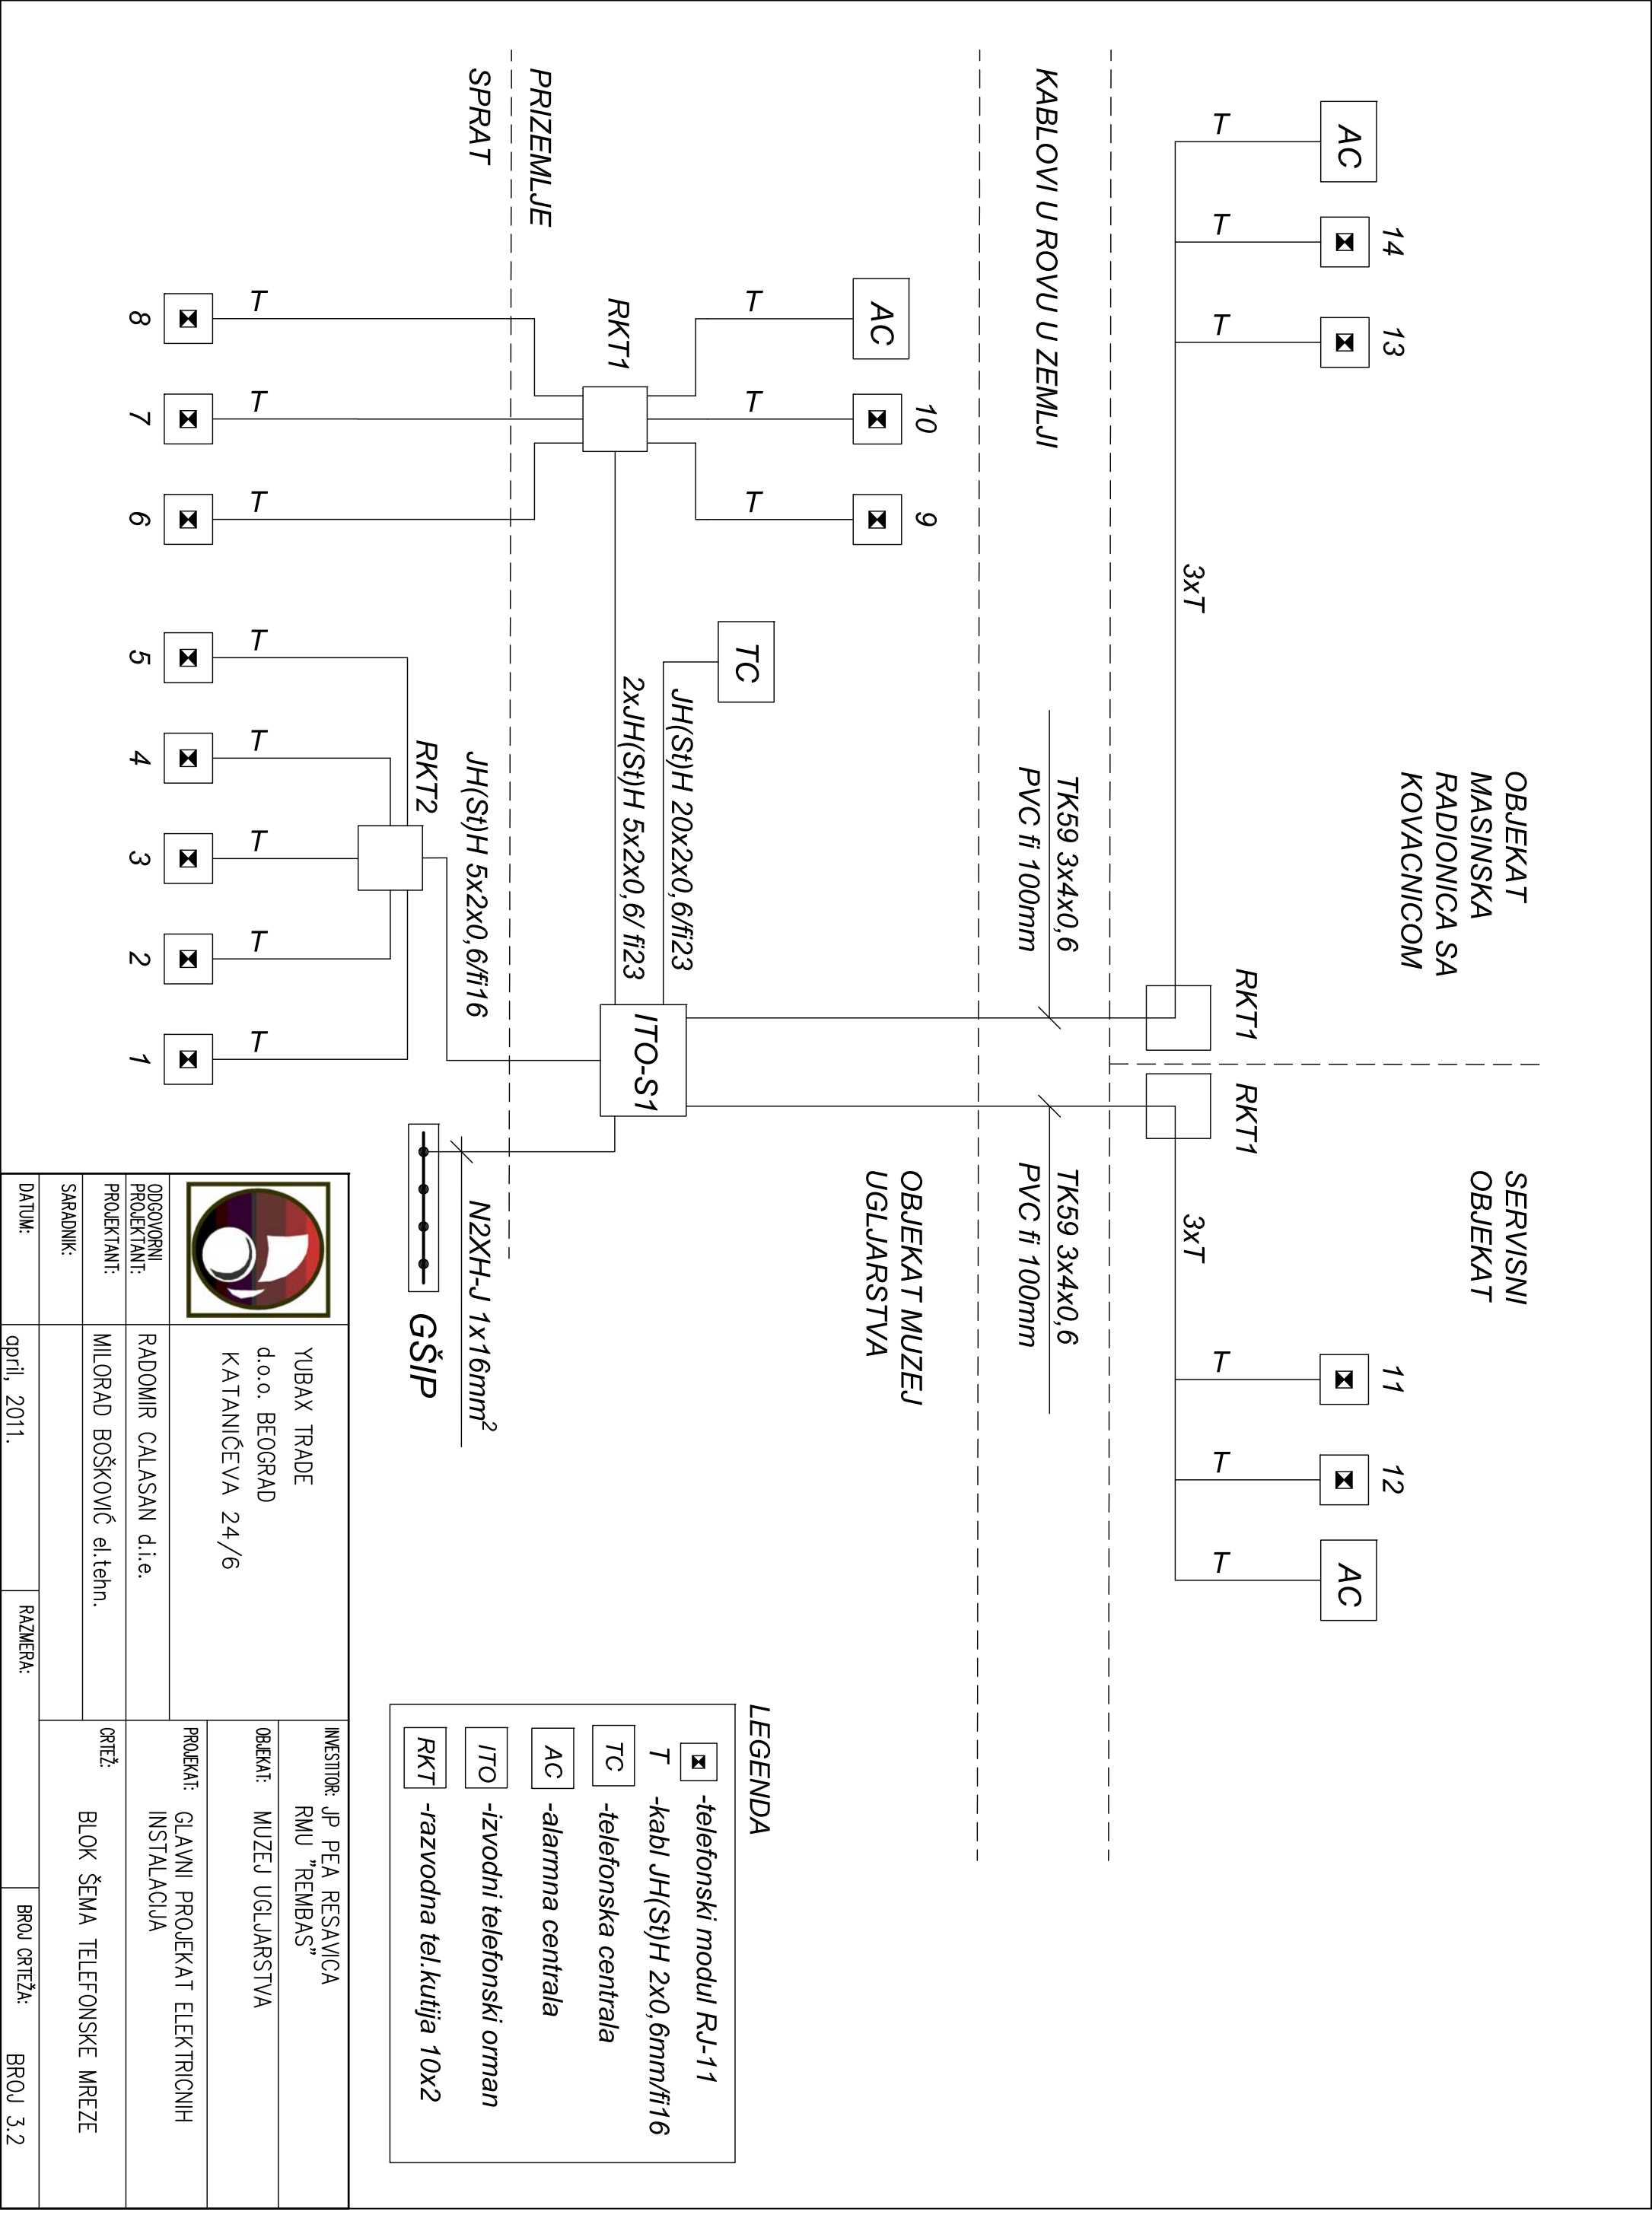 OBJEKAT
MASINSKA
RADIONICA SA
KOVACNICOM
SERVISNI
OBJEKAT
14
13
11
12
AC
AC
T
T
T
T
T
T
RKT1
RKT1
3xT
3xT
KABLOVI U ROVU U ZEMLJI
TK59 3x4x0,6
PVC fi 100mm
TK59 3x4x0,6
PVC fi 100mm
OBJEKAT MUZEJ
UGLJARSTVA
AC
10
9
T
T
T
TC
JH(St)H 20x2x0,6/fi23
2xJH(St)H 5x2x0,6/ fi23
RKT1
ITO-S1
PRIZEMLJE
SPRAT
JH(St)H 5x2x0,6/fi16
RKT2
N2XH-J 1x16mm²
GŠIP
T
T
T
T
T
T
T
T
8
7
6
5
4
3
2
1
LEGENDA
-telefonski modul RJ-11
T -kabl JH(St)H 2x0,6mm/fi16
TC -telefonska centrala
AC -alarmna centrala
ITO -izvodni telefonski orman
RKT -razvodna tel.kutija 10x2
YUBAX TRADE
d.o.o. BEOGRAD
KATANIĆEVA 24/6
ODGOVORNI
PROJEKTANT: RADOMIR CALASAN d.i.e.
PROJEKTANT: MILORAD BOŠKOVIĆ el.tehn.
SARADNIK:
DATUM: april, 2011.
RAZMERA:
INVESTITOR: JP PEA RESAVICA
RMU "REMBAS"
OBJEKAT: MUZEJ UGLJARSTVA
PROJEKAT: GLAVNI PROJEKAT ELEKTRICNIH
INSTALACIJA
CRTEŽ: BLOK ŠEMA TELEFONSKE MREZE
BROJ CRTEŽA: BROJ 3.2